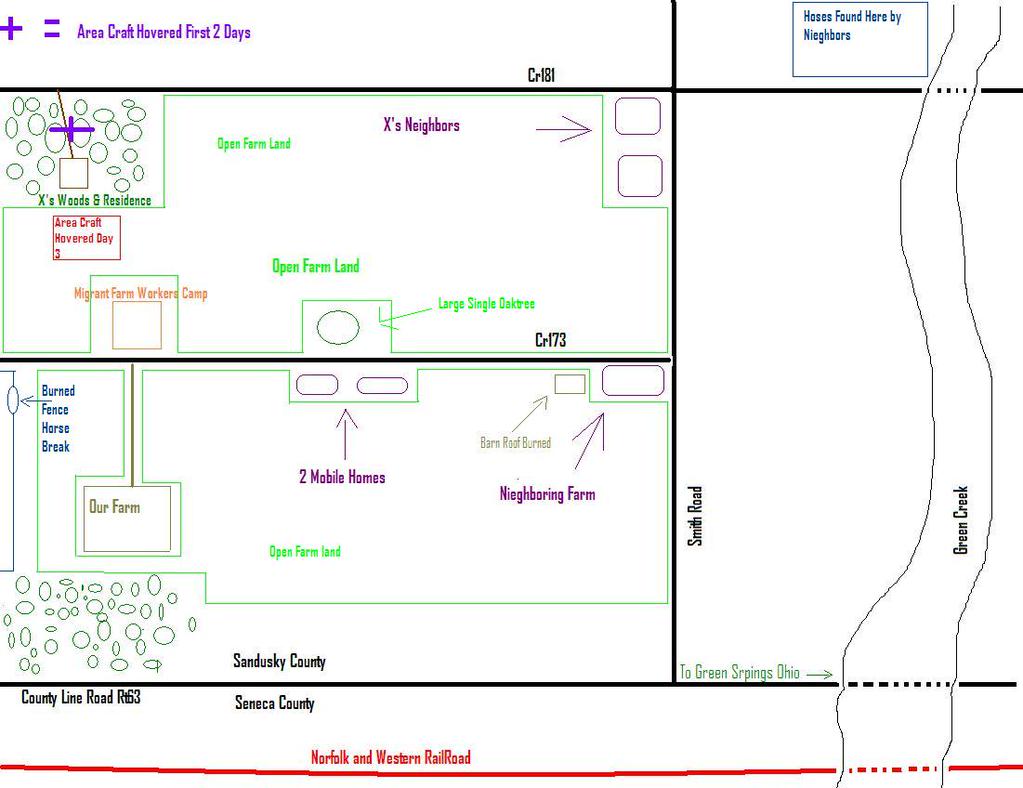 + = Area Craft Hovered First 2 Days
Hoses Found Here by
Nieghbors
Cr181
X's Neighbors
Open Farm Land
X's Woods & Residence
Area Craft
Hovered Day
3
Open Farm Land
Migrant Farm Workers Camp
Large Single Oaktree
Cr173
Burned
Fence
Horse
Break
Barn Roof Burned
2 Mobile Homes
Nieghboring Farm
Our Farm
Smith Road
Green Creek
Open Farm land
Sandusky County
To Green Srpings Ohio
County Line Road Rt63
Seneca County
Norfolk and Western RailRoad